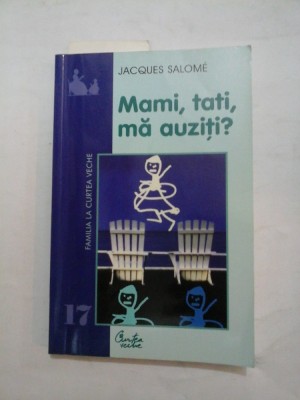 JACQUES SALOMÉ
Mami, tati,
mă auziți?
FAMILIA LA CURTEA VECHE
17
Curtea
veche